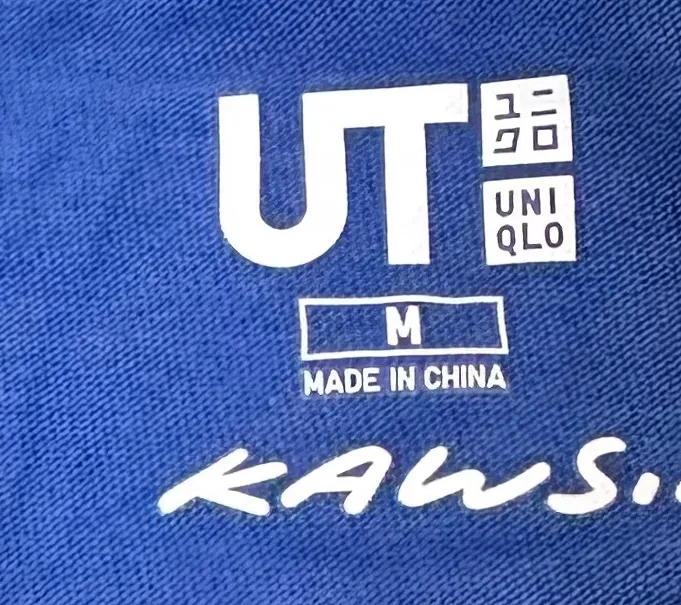 UT
ユニ
クロ
UNI
QLO
M
MADE IN CHINA
KAWS.